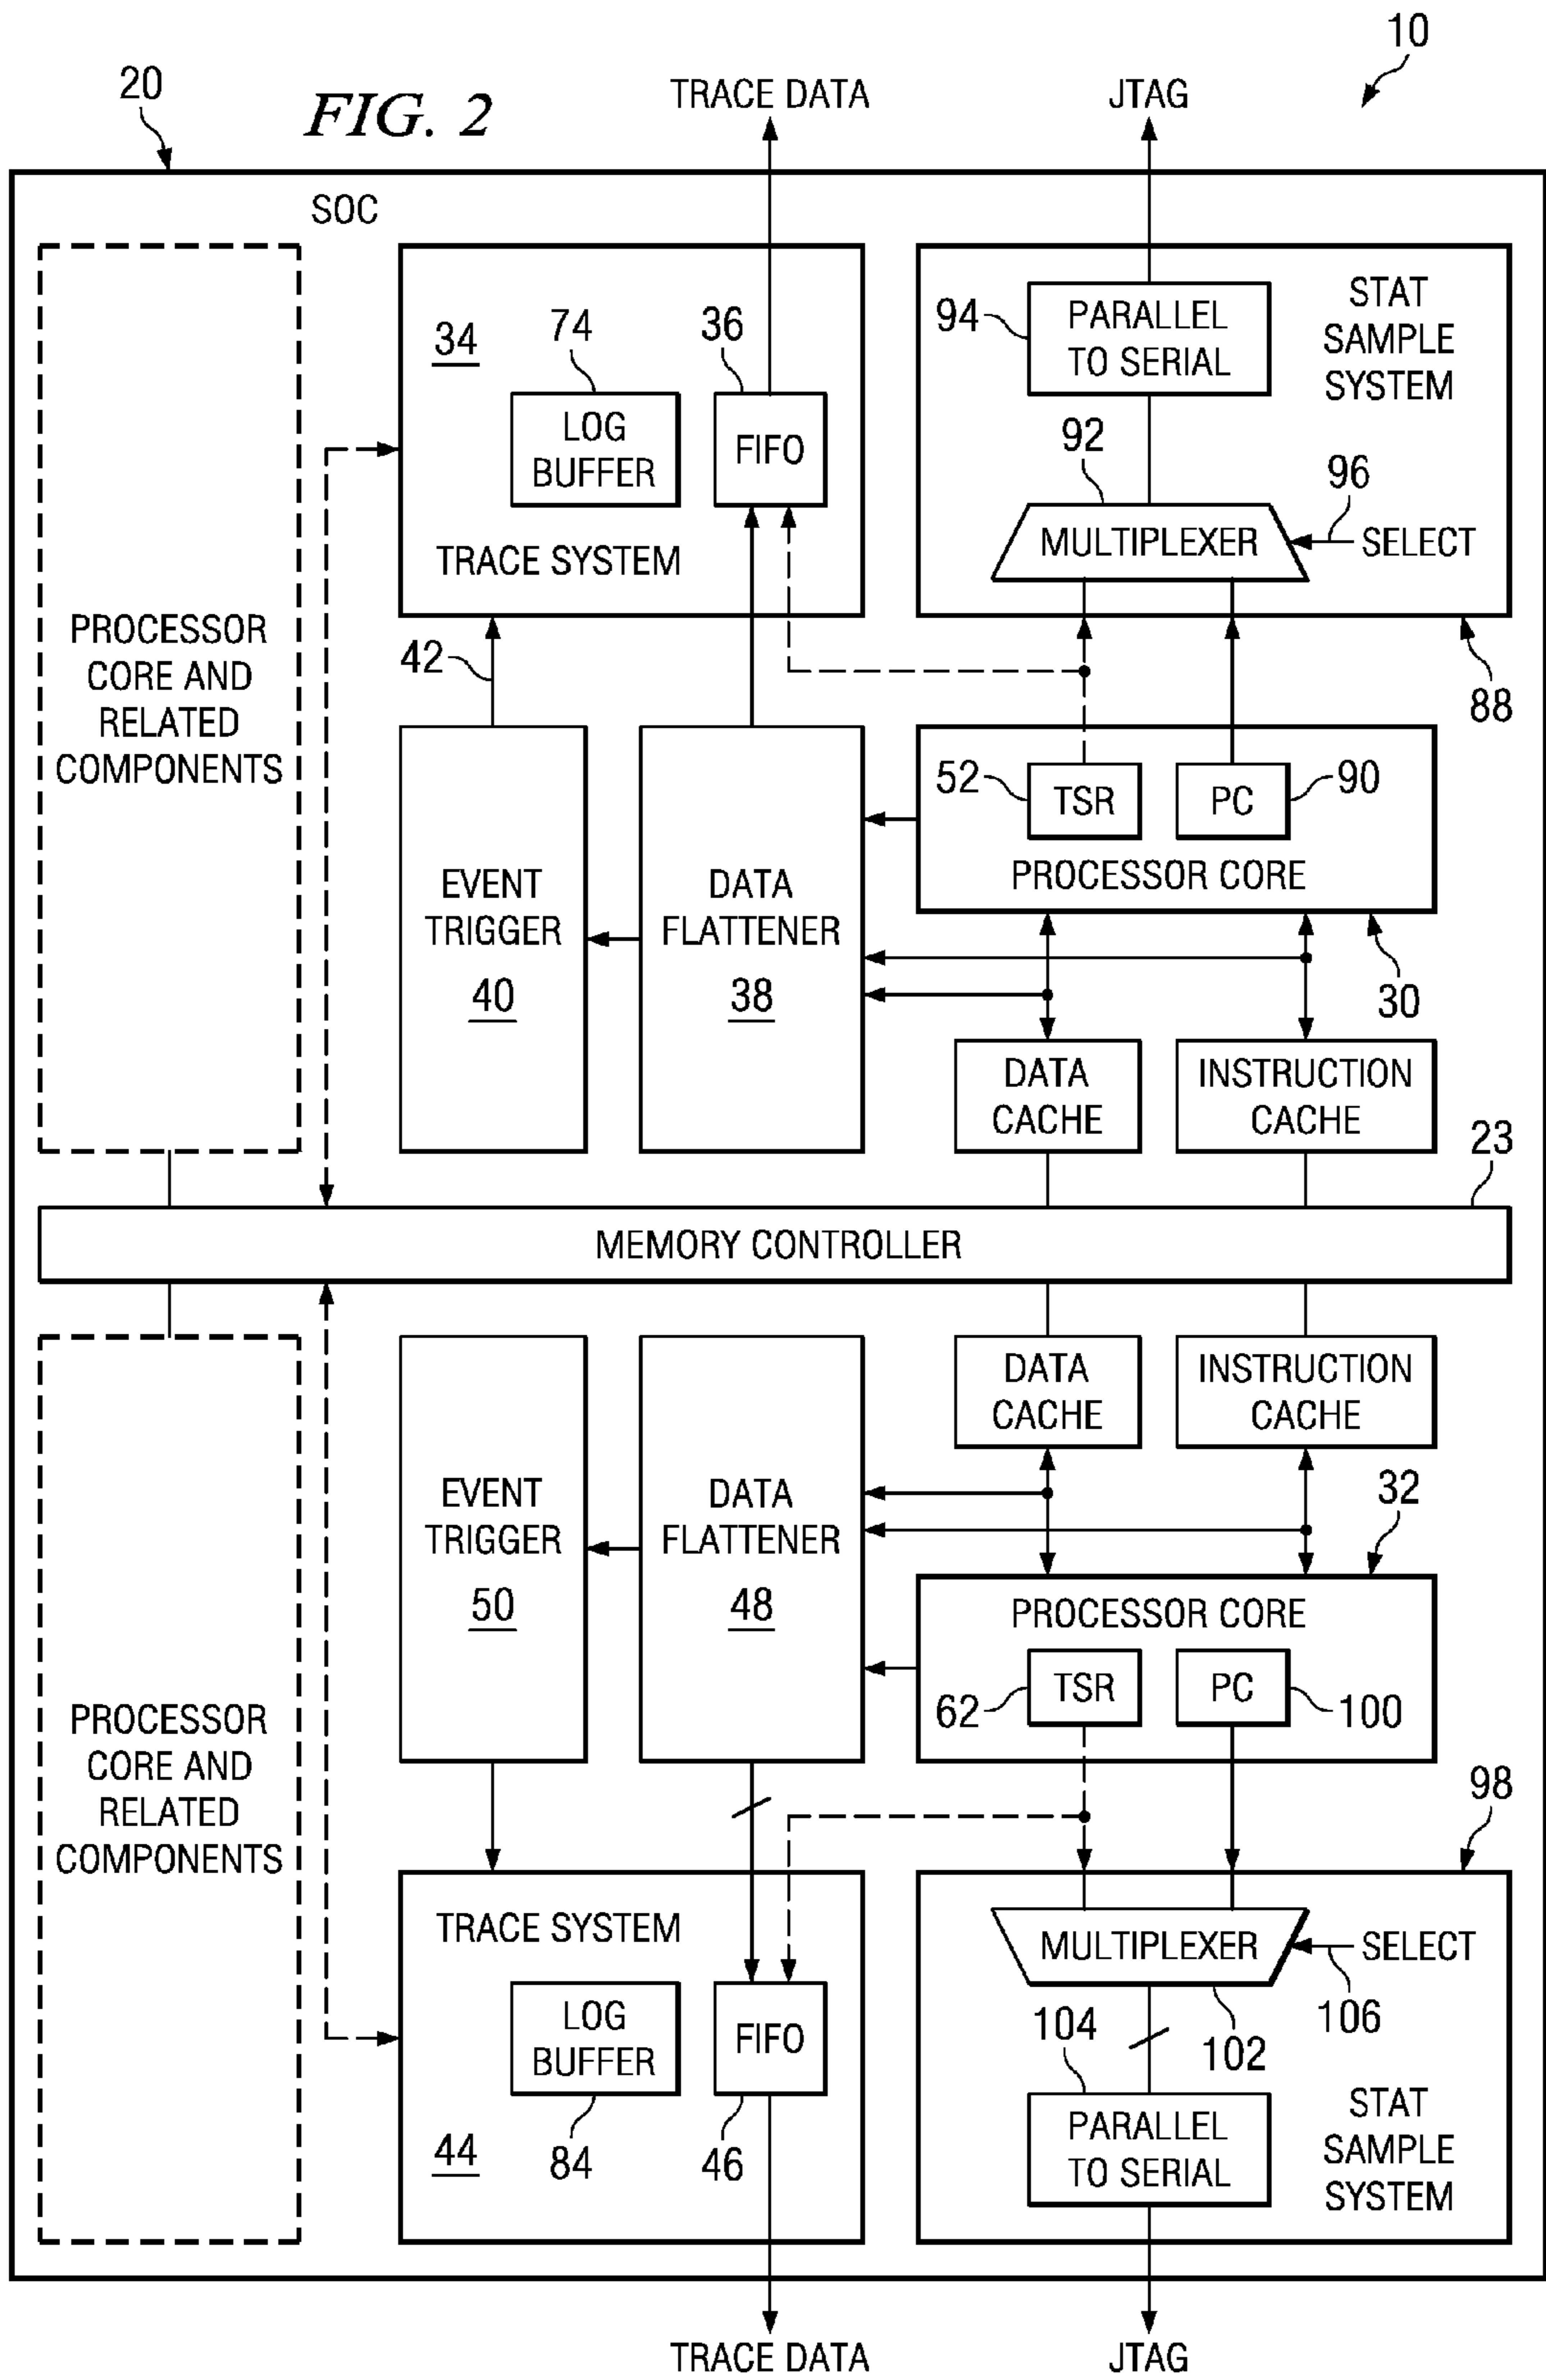 10
20
FIG. 2
TRACE DATA
JTAG
SOC
34
74
36
LOG
BUFFER
FIFO
TRACE SYSTEM
94
PARALLEL
TO SERIAL
STAT
SAMPLE
SYSTEM
92
96
MULTIPLEXER
SELECT
PROCESSOR
CORE AND
RELATED
COMPONENTS
42
88
52
TSR
PC
90
PROCESSOR CORE
EVENT
TRIGGER
40
DATA
FLATTENER
38
30
DATA
CACHE
INSTRUCTION
CACHE
23
MEMORY CONTROLLER
DATA
CACHE
INSTRUCTION
CACHE
EVENT
TRIGGER
50
DATA
FLATTENER
48
32
PROCESSOR CORE
62
TSR
PC
100
PROCESSOR
CORE AND
RELATED
COMPONENTS
98
TRACE SYSTEM
LOG
BUFFER
FIFO
44
84
46
MULTIPLEXER
SELECT
106
104
102
PARALLEL
TO SERIAL
STAT
SAMPLE
SYSTEM
TRACE DATA
JTAG